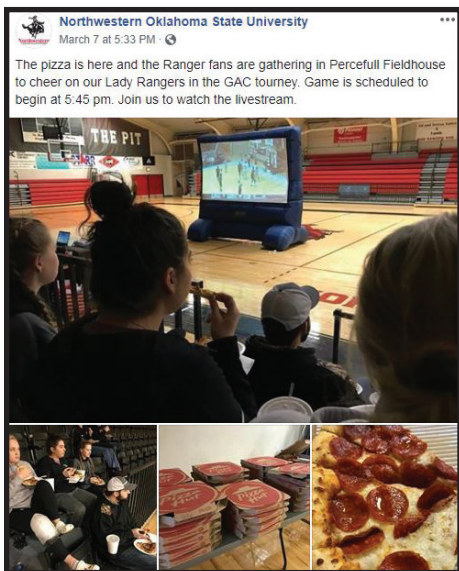 Northwestern Oklahoma State University
March 7 at 5:33 PM ·
The pizza is here and the Ranger fans are gathering in Percefull Fieldhouse
to cheer on our Lady Rangers in the GAC tourney. Game is scheduled to
begin at 5:45 pm. Join us to watch the livestream.
THE PIT
Pizza
Hut